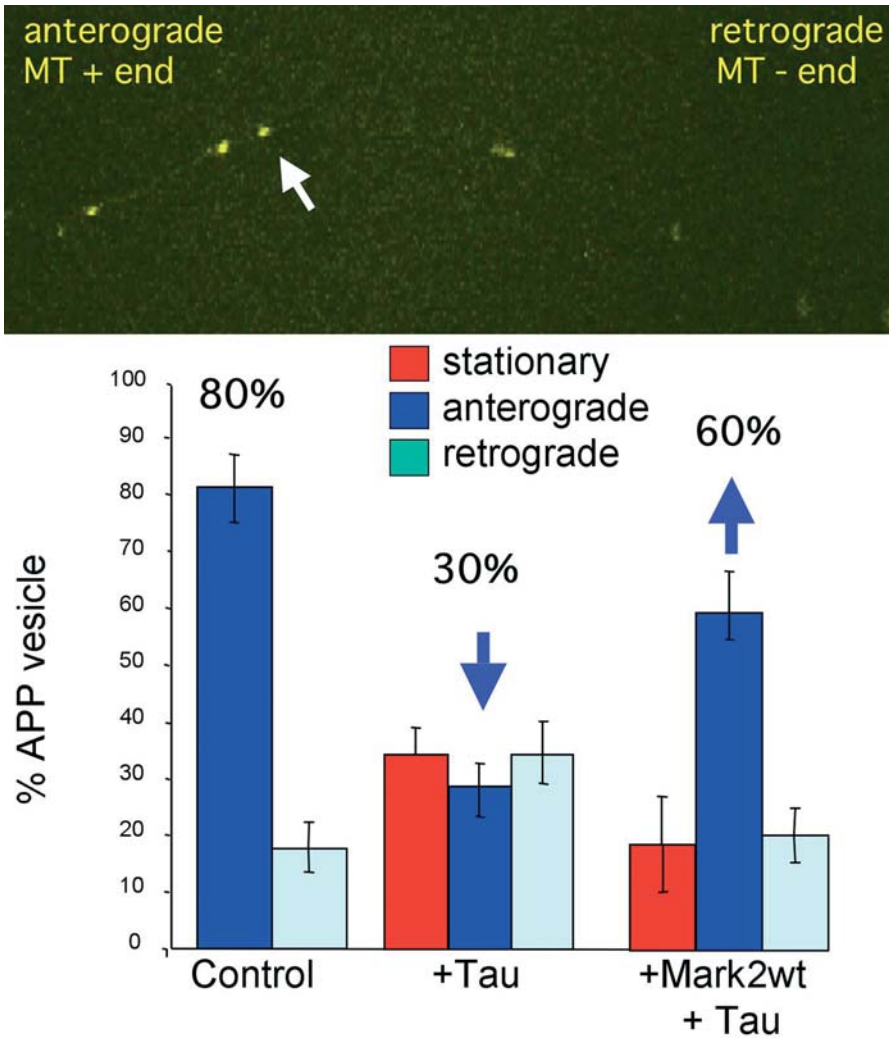 anterograde
MT + end
retrograde
MT - end
stationary
anterograde
retrograde
80%
30%
60%
% APP vesicle
100
90
80
70
60
50
40
30
20
10
0
Control
+Tau
+Mark2wt
+ Tau